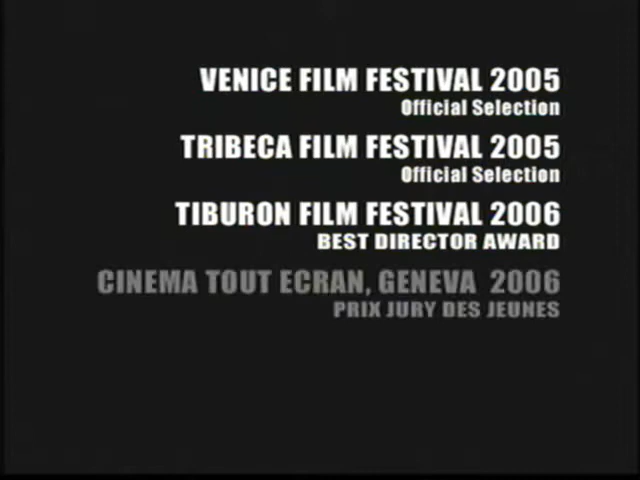 VENICE FILM FESTIVAL 2005
Official Selection
TRIBECA FILM FESTIVAL 2005
Official Selection
TIBURON FILM FESTIVAL 2006
BEST DIRECTOR AWARD
CINEMA TOUT ECRAN, GENEVA 2006
PRIX JURY DES JEUNES